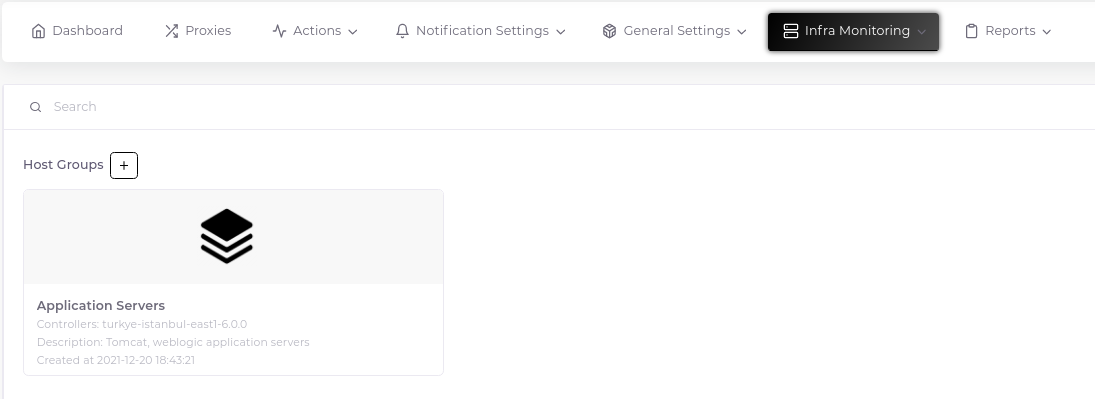 Dashboard Proxies Actions Notification Settings General Settings Infra Monitoring Reports
Search
Host Groups +
Application Servers
Controllers: turkye-istanbul-east1-6.0.0
Description: Tomcat, weblogic application servers
Created at 2021-12-20 18:43:21